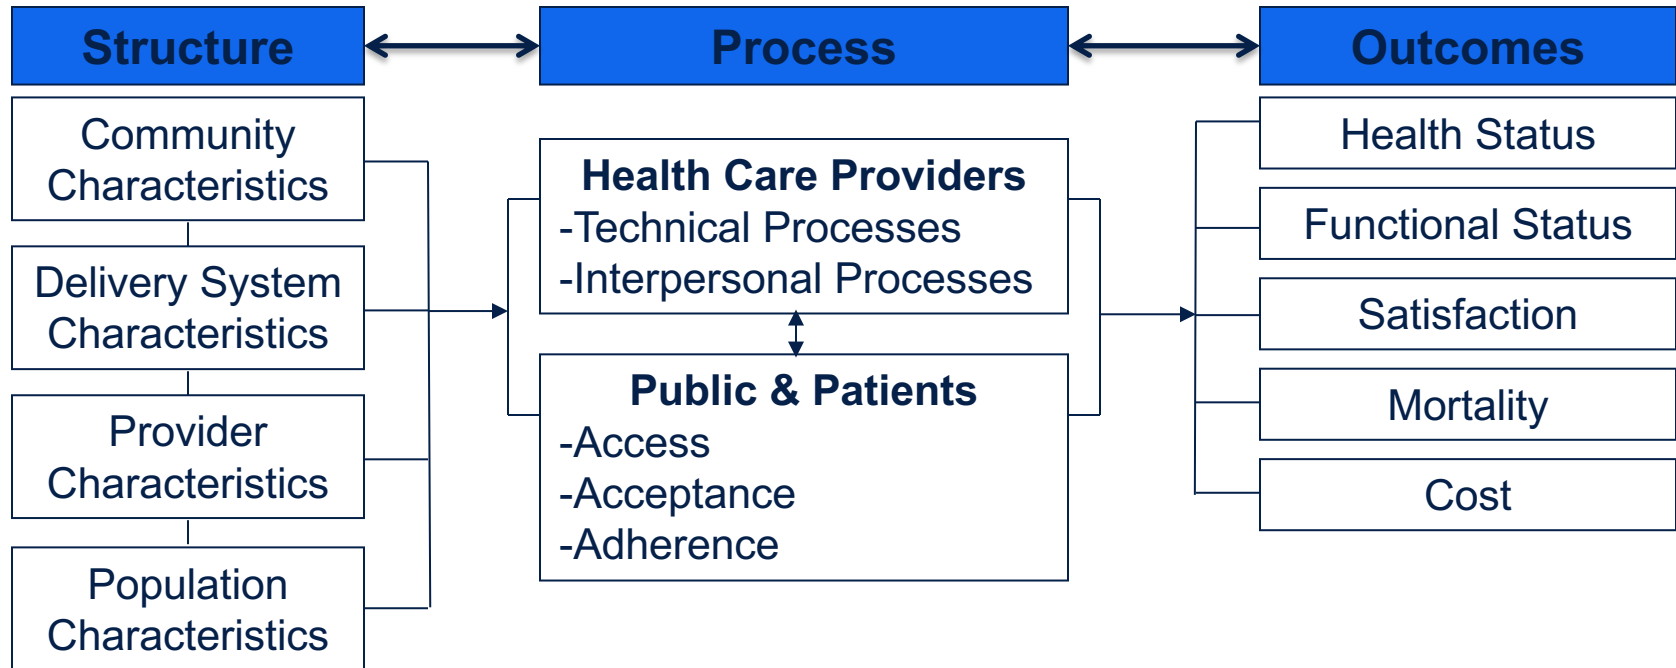 Structure
Process
Outcomes
Community
Characteristics
Delivery System
Characteristics
Provider
Characteristics
Population
Characteristics
Health Care Providers
-Technical Processes
-Interpersonal Processes
Public & Patients
-Access
-Acceptance
-Adherence
Health Status
Functional Status
Satisfaction
Mortality
Cost